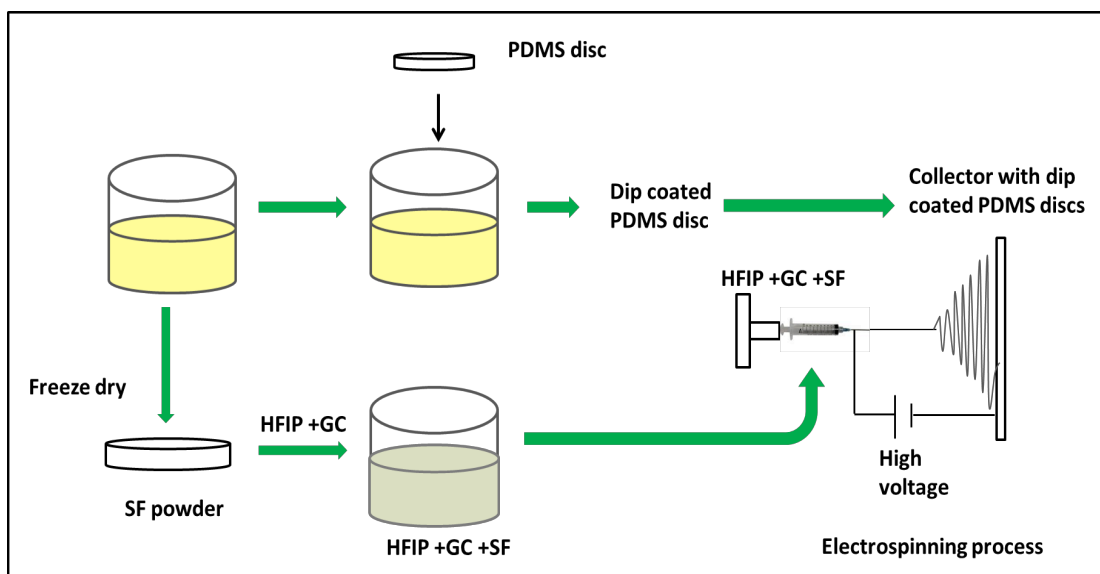 PDMS disc
Dip coated
PDMS disc
Collector with dip
coated PDMS discs
HFIP +GC +SF
Freeze dry
HFIP +GC
SF powder
HFIP +GC +SF
High
voltage
Electrospinning process